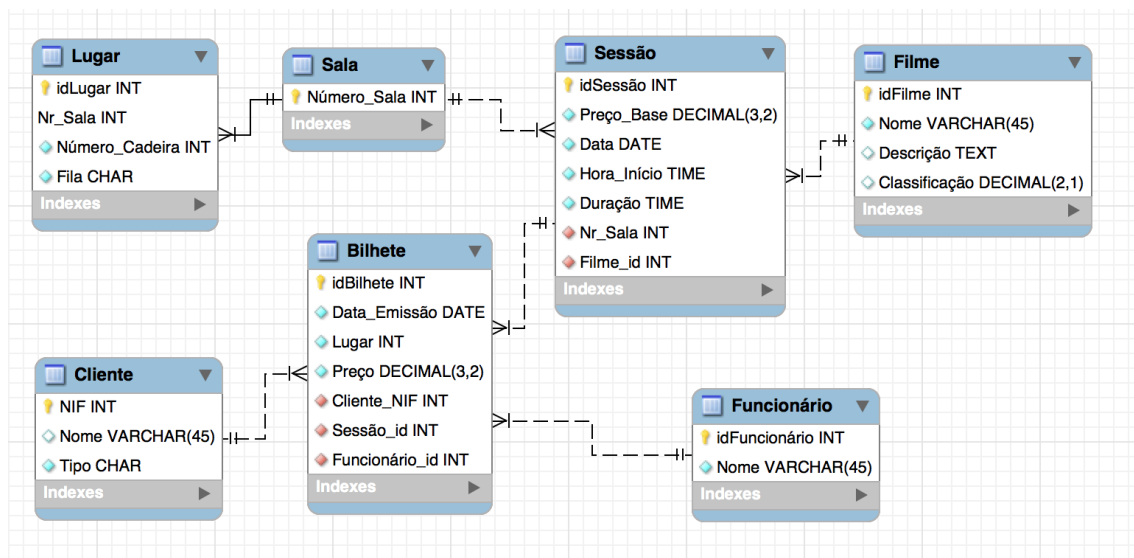 Lugar
idLugar INT
Nr_Sala INT
Número_Cadeira INT
Fila CHAR
Indexes
Sala
Número_Sala INT
Indexes
Sessão
idSessão INT
Preço_Base DECIMAL(3,2)
Data DATE
Hora_Início TIME
Duração TIME
Nr_Sala INT
Filme_id INT
Indexes
Filme
idFilme INT
Nome VARCHAR(45)
Descrição TEXT
Classificação DECIMAL(2,1)
Indexes
Bilhete
idBilhete INT
Data_Emissão DATE
Lugar INT
Preço DECIMAL(3,2)
Cliente_NIF INT
Sessão_id INT
Funcionário_id INT
Indexes
Cliente
NIF INT
Nome VARCHAR(45)
Tipo CHAR
Indexes
Funcionário
idFuncionário INT
Nome VARCHAR(45)
Indexes